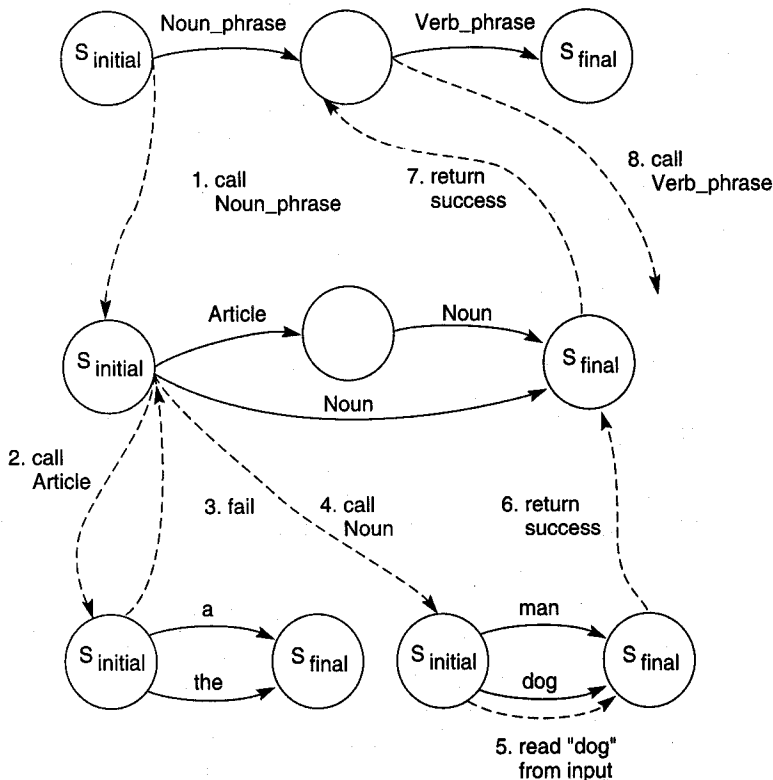 Noun_phrase
Verb_phrase
S initial
S final
1. call
Noun_phrase
7. return
success
8. call
Verb_phrase
Article
Noun
S initial
S final
Noun
2. call
Article
3. fail
4. call
Noun
6. return
success
a
man
S initial
S final
S initial
S final
the
dog
5. read "dog"
from input